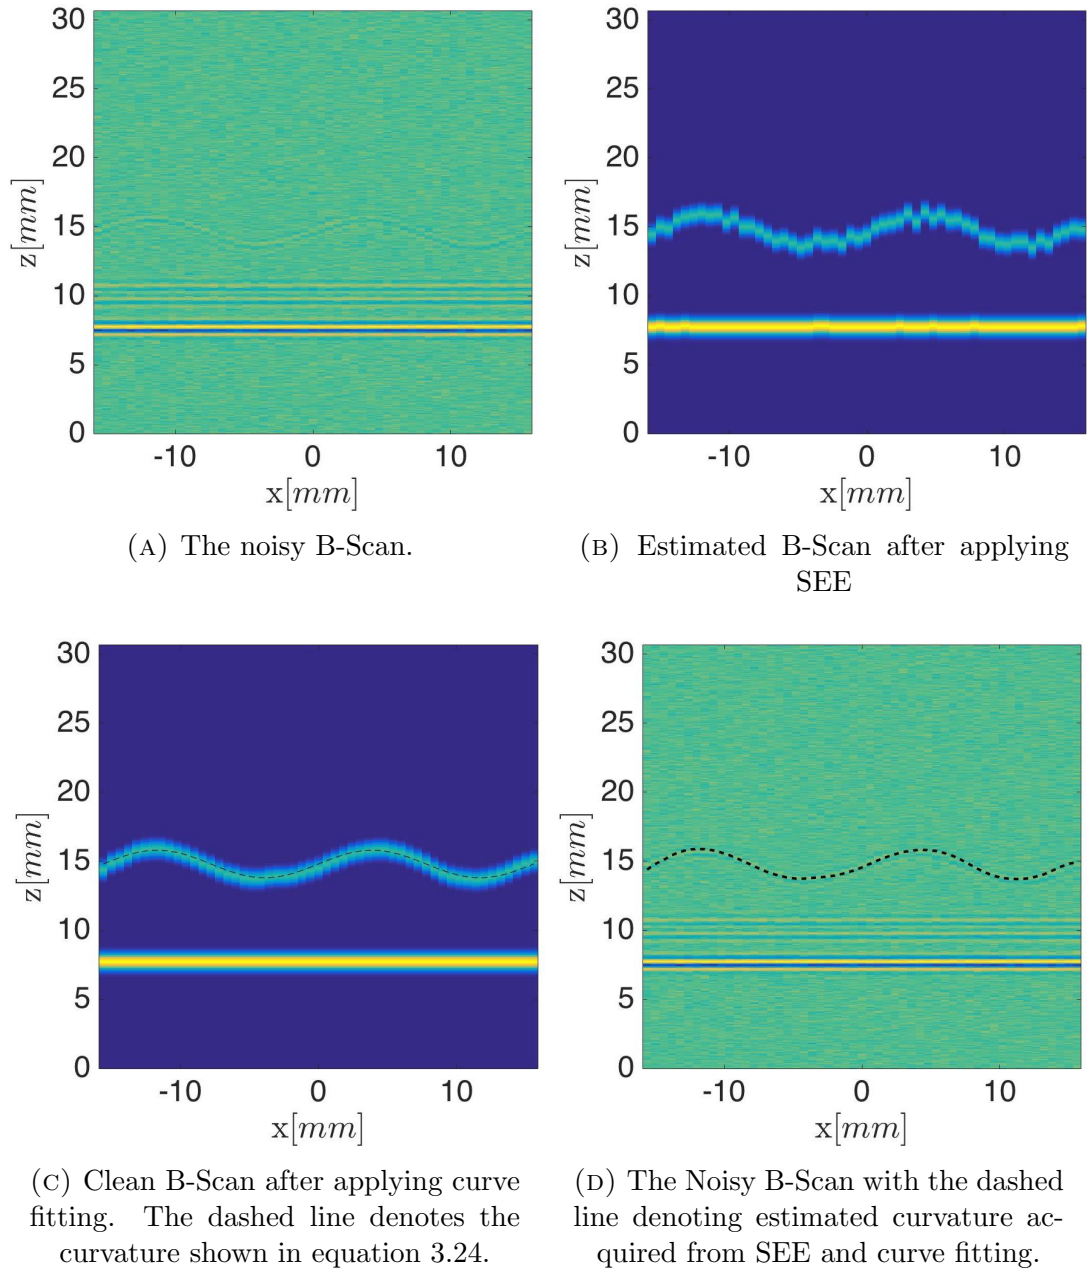 30
25
20
15
10
5
0
z[mm]
-10 0 10
x[mm]
(A) The noisy B-Scan.
30
25
20
15
10
5
0
z[mm]
-10 0 10
x[mm]
(B) Estimated B-Scan after applying
SEE
30
25
20
15
10
5
0
z[mm]
-10 0 10
x[mm]
(C) Clean B-Scan after applying curve
fitting. The dashed line denotes the
curvature shown in equation 3.24.
30
25
20
15
10
5
0
z[mm]
-10 0 10
x[mm]
(D) The Noisy B-Scan with the dashed
line denoting estimated curvature ac-
quired from SEE and curve fitting.